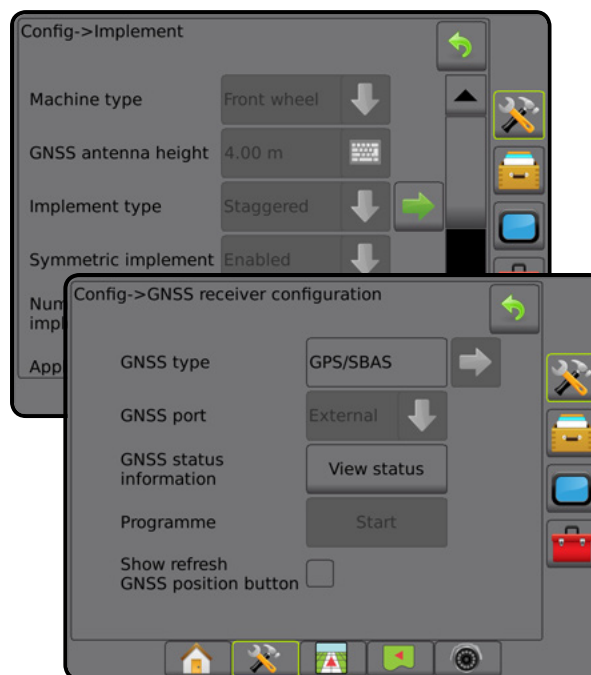 Config->Implement
Machine type
Front wheel
GNSS antenna height
4.00 m
Implement type
Staggered
Symmetric implement
Enabled
Config->GNSS receiver configuration
GNSS type
GPS/SBAS
GNSS port
External
GNSS status
information
View status
Programme
Start
Show refresh
GNSS position button